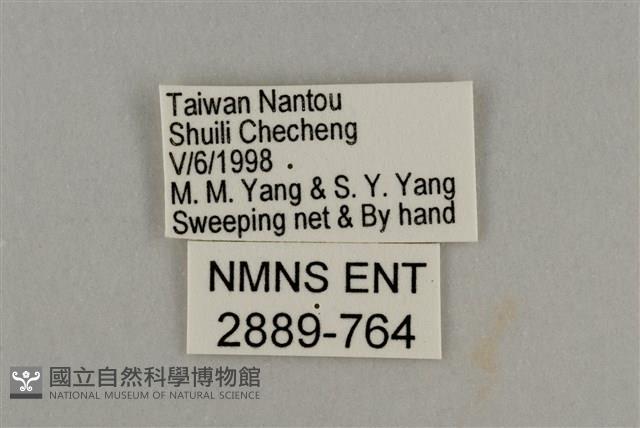 Taiwan Nantou
Shuili Checheng
V/6/1998
M. M. Yang & S. Y. Yang
Sweeping net & By hand
NMNS ENT
2889-764
國立自然科學博物館
NATIONAL MUSEUM OF NATURAL SCIENCE